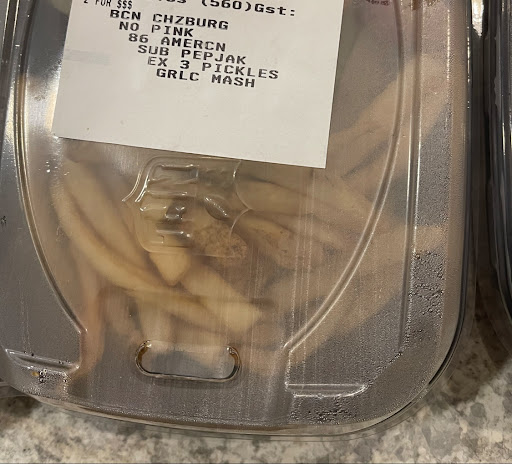 2 FOR $$$ (560)Gst:
BCN CHZBURG
NO PINK
86 AMERCN
SUB PEPJAK
EX 3 PICKLES
GRLC MASH